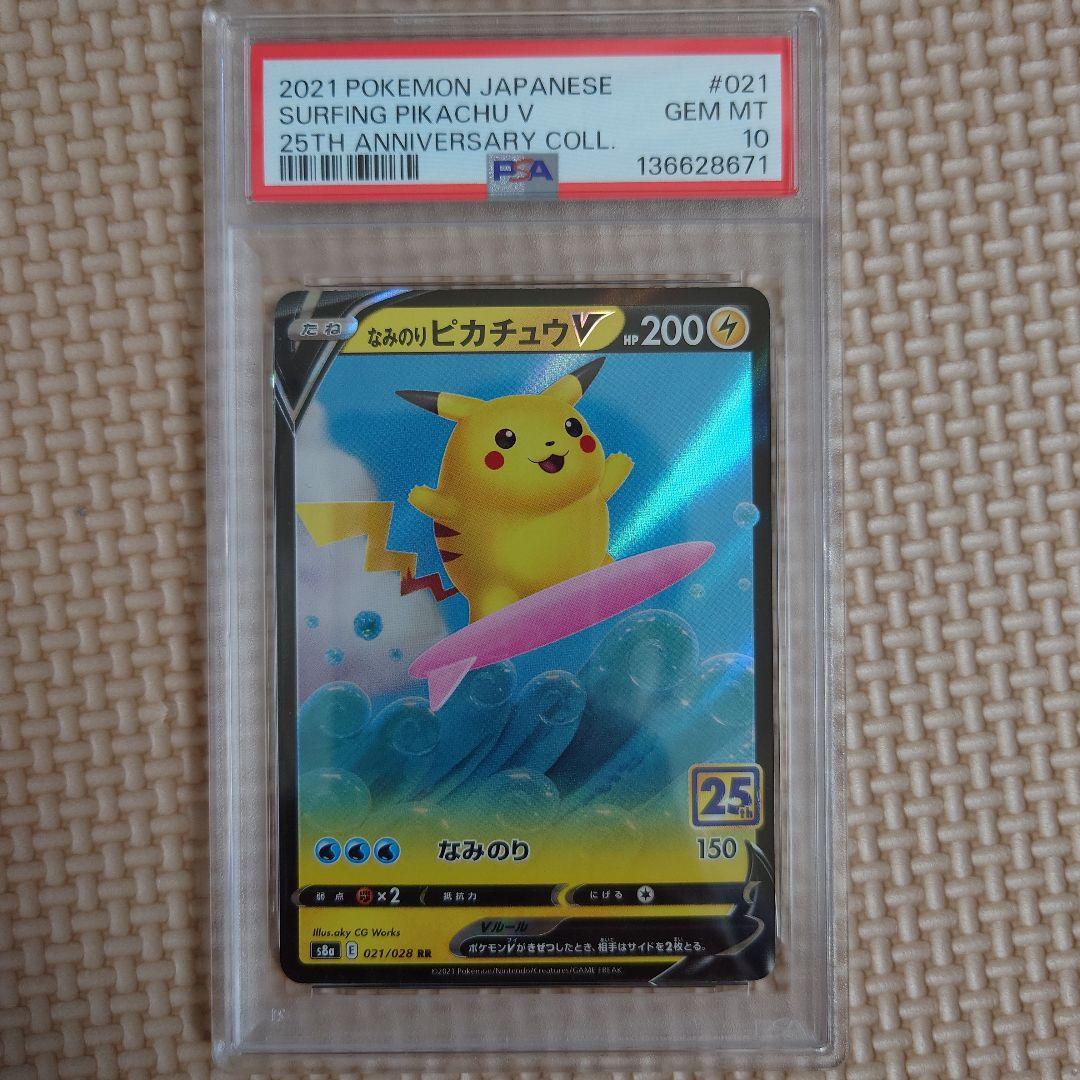 2021 POKEMON JAPANESE #021
SURFING PIKACHU V GEM MT
25TH ANNIVERSARY COLL. 10
PSA 136628671
たね なみのりピカチュウV HP200
25th
なみのり 150
弱点 ×2 抵抗力 にげる
Illus.aky CG Works
Vルール
s8a E 021/028 RR ポケモンVがきぜつしたとき、相手はサイドを2枚とる。
©2021 Pokémon/Nintendo/Creatures/GAME FREAK